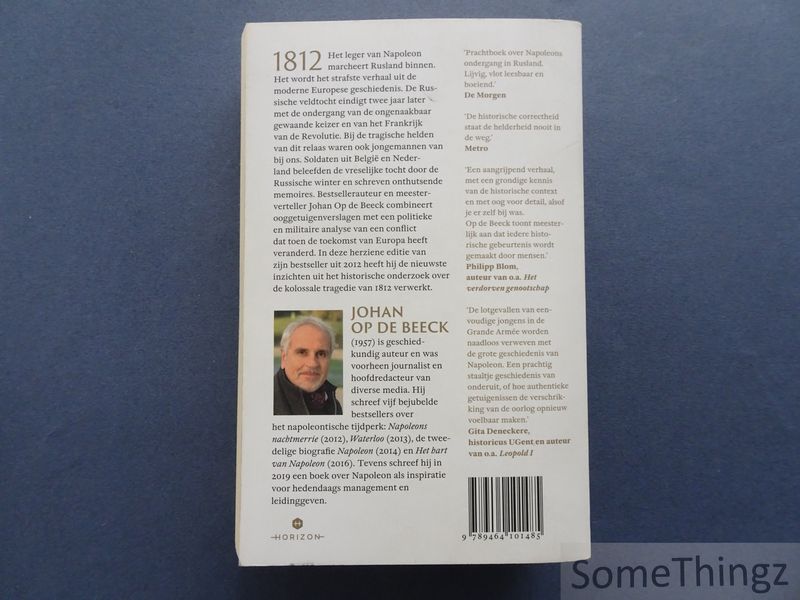 1812 Het leger van Napoleon
marcheert Rusland binnen.
Het wordt het strafste verhaal uit de
moderne Europese geschiedenis. De Rus-
sische veldtocht eindigt twee jaar later
met de ondergang van de ongenaakbaar
gewaande keizer en van het Frankrijk
van de Revolutie. Bij de tragische helden
van dit relaas waren ook jongemannen van
bij ons. Soldaten uit België en Neder-
land beleefden de vreselijke tocht door de
Russische winter en schreven onthutsende
memoires. Bestsellerauteur en meester-
verteller Johan Op de Beeck combineert
ooggetuigenverslagen met een politieke
en militaire analyse van een conflict
dat toen de toekomst van Europa heeft
veranderd. In deze herziene editie van
zijn bestseller uit 2012 heeft hij de nieuwste
inzichten uit het historische onderzoek over
de kolossale tragedie van 1812 verwerkt.
JOHAN
OP DE BEECK
(1957) is geschied-
kundig auteur en was
voorheen journalist en
hoofdredacteur van
diverse media. Hij
schreef vijf bejubelde
bestsellers over
het napoleontische tijdperk: Napoleons
nachtmerrie (2012), Waterloo (2013), de twee-
delige biografie Napoleon (2014) en Het hart
van Napoleon (2016). Tevens schreef hij in
2019 een boek over Napoleon als inspiratie
voor hedendaags management en
leidinggeven.
H
HORIZON
'Prachtboek over Napoleons
ondergang in Rusland.
Lijvig, vlot leesbaar en
boeiend.'
De Morgen
'De historische correctheid
staat de helderheid nooit in
de weg.'
Metro
'Een aangrijpend verhaal,
met een grondige kennis
van de historische context
en met oog voor detail, alsof
je er zelf bij was.
Op de Beeck toont meester-
lijk aan dat iedere histo-
rische gebeurtenis wordt
gemaakt door mensen.'
Philipp Blom,
auteur van o.a. Het
verdorven genootschap
'De lotgevallen van een-
voudige jongens in de
Grande Armée worden
naadloos verweven met
de grote geschiedenis van
Napoleon. Een prachtig
staaltje geschiedenis van
onderuit, of hoe authentieke
getuigenissen de verschrik-
king van de oorlog opnieuw
voelbaar maken.'
Gita Deneckere,
historicus UGent en auteur
van o.a. Leopold I
9 789464 101485
SomeThingz